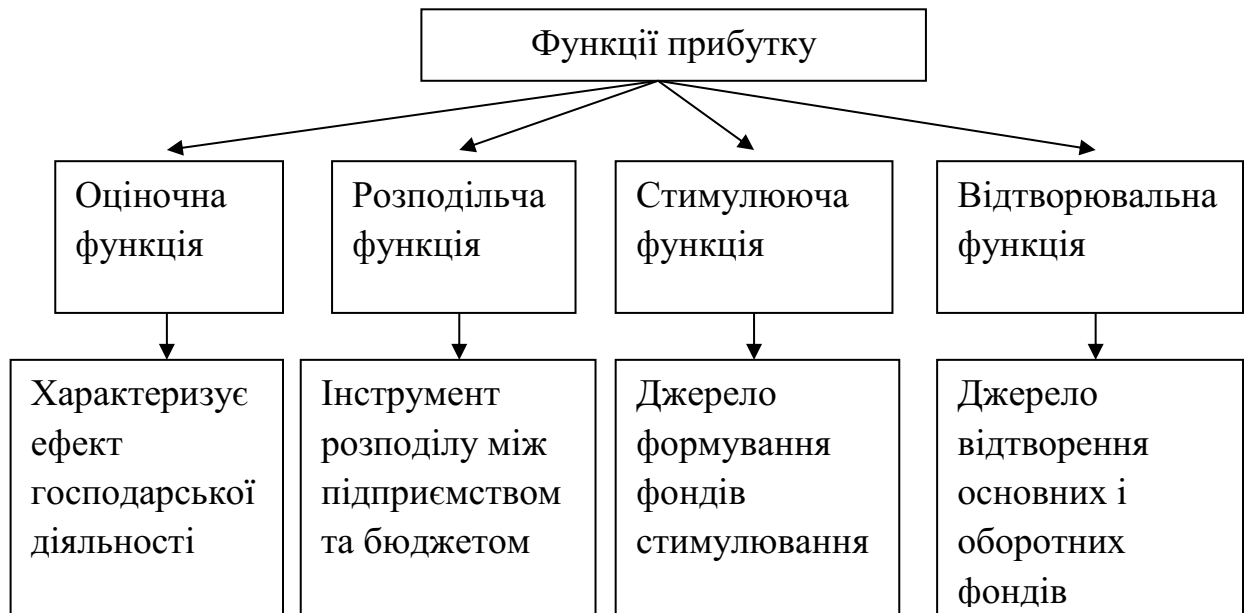 Функції прибутку
Оціночна
функція
Розподільча
функція
Стимулююча
функція
Відтворювальна
функція
Характеризує
ефект
господарської
діяльності
Інструмент
розподілу між
підприємством
та бюджетом
Джерело
формування
фондів
стимулювання
Джерело
відтворення
основних і
оборотних
фондів